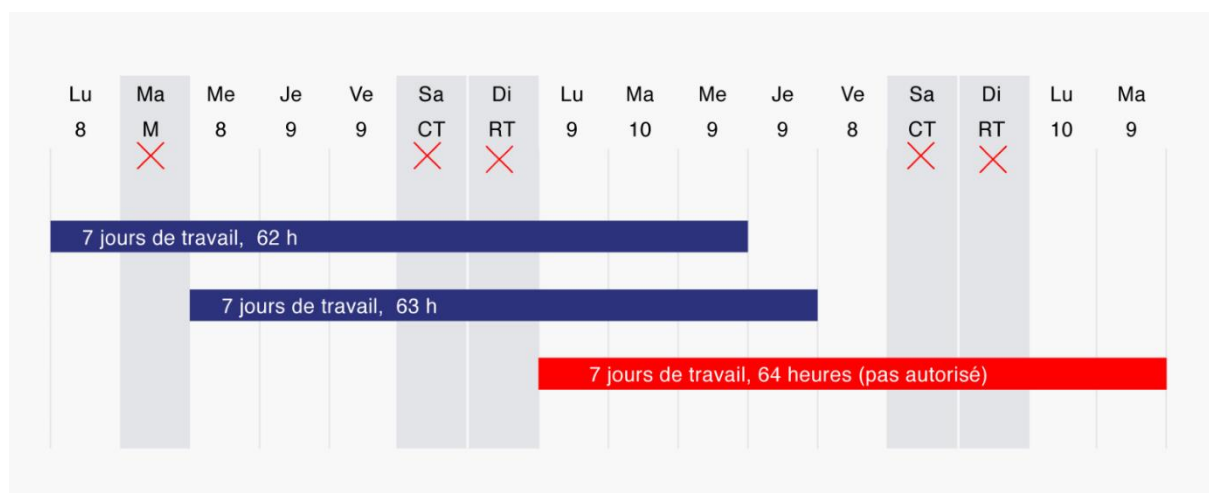 Lu Ma Me Je Ve Sa Di Lu Ma Me Je Ve Sa Di Lu Ma
8 M 8 9 9 CT RT 9 10 9 9 8 CT RT 10 9
7 jours de travail, 62 h
7 jours de travail, 63 h
7 jours de travail, 64 heures (pas autorisé)